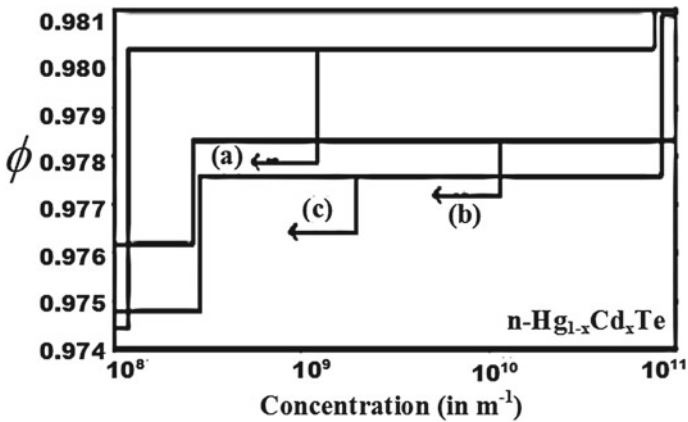 0.981
0.980
0.979
0.978
0.977
0.976
0.975
0.974
ϕ
(a)
(c)
(b)
n-Hg₁₋ₓCdₓTe
10⁸
10⁹
10¹⁰
10¹¹
Concentration (in m⁻¹)